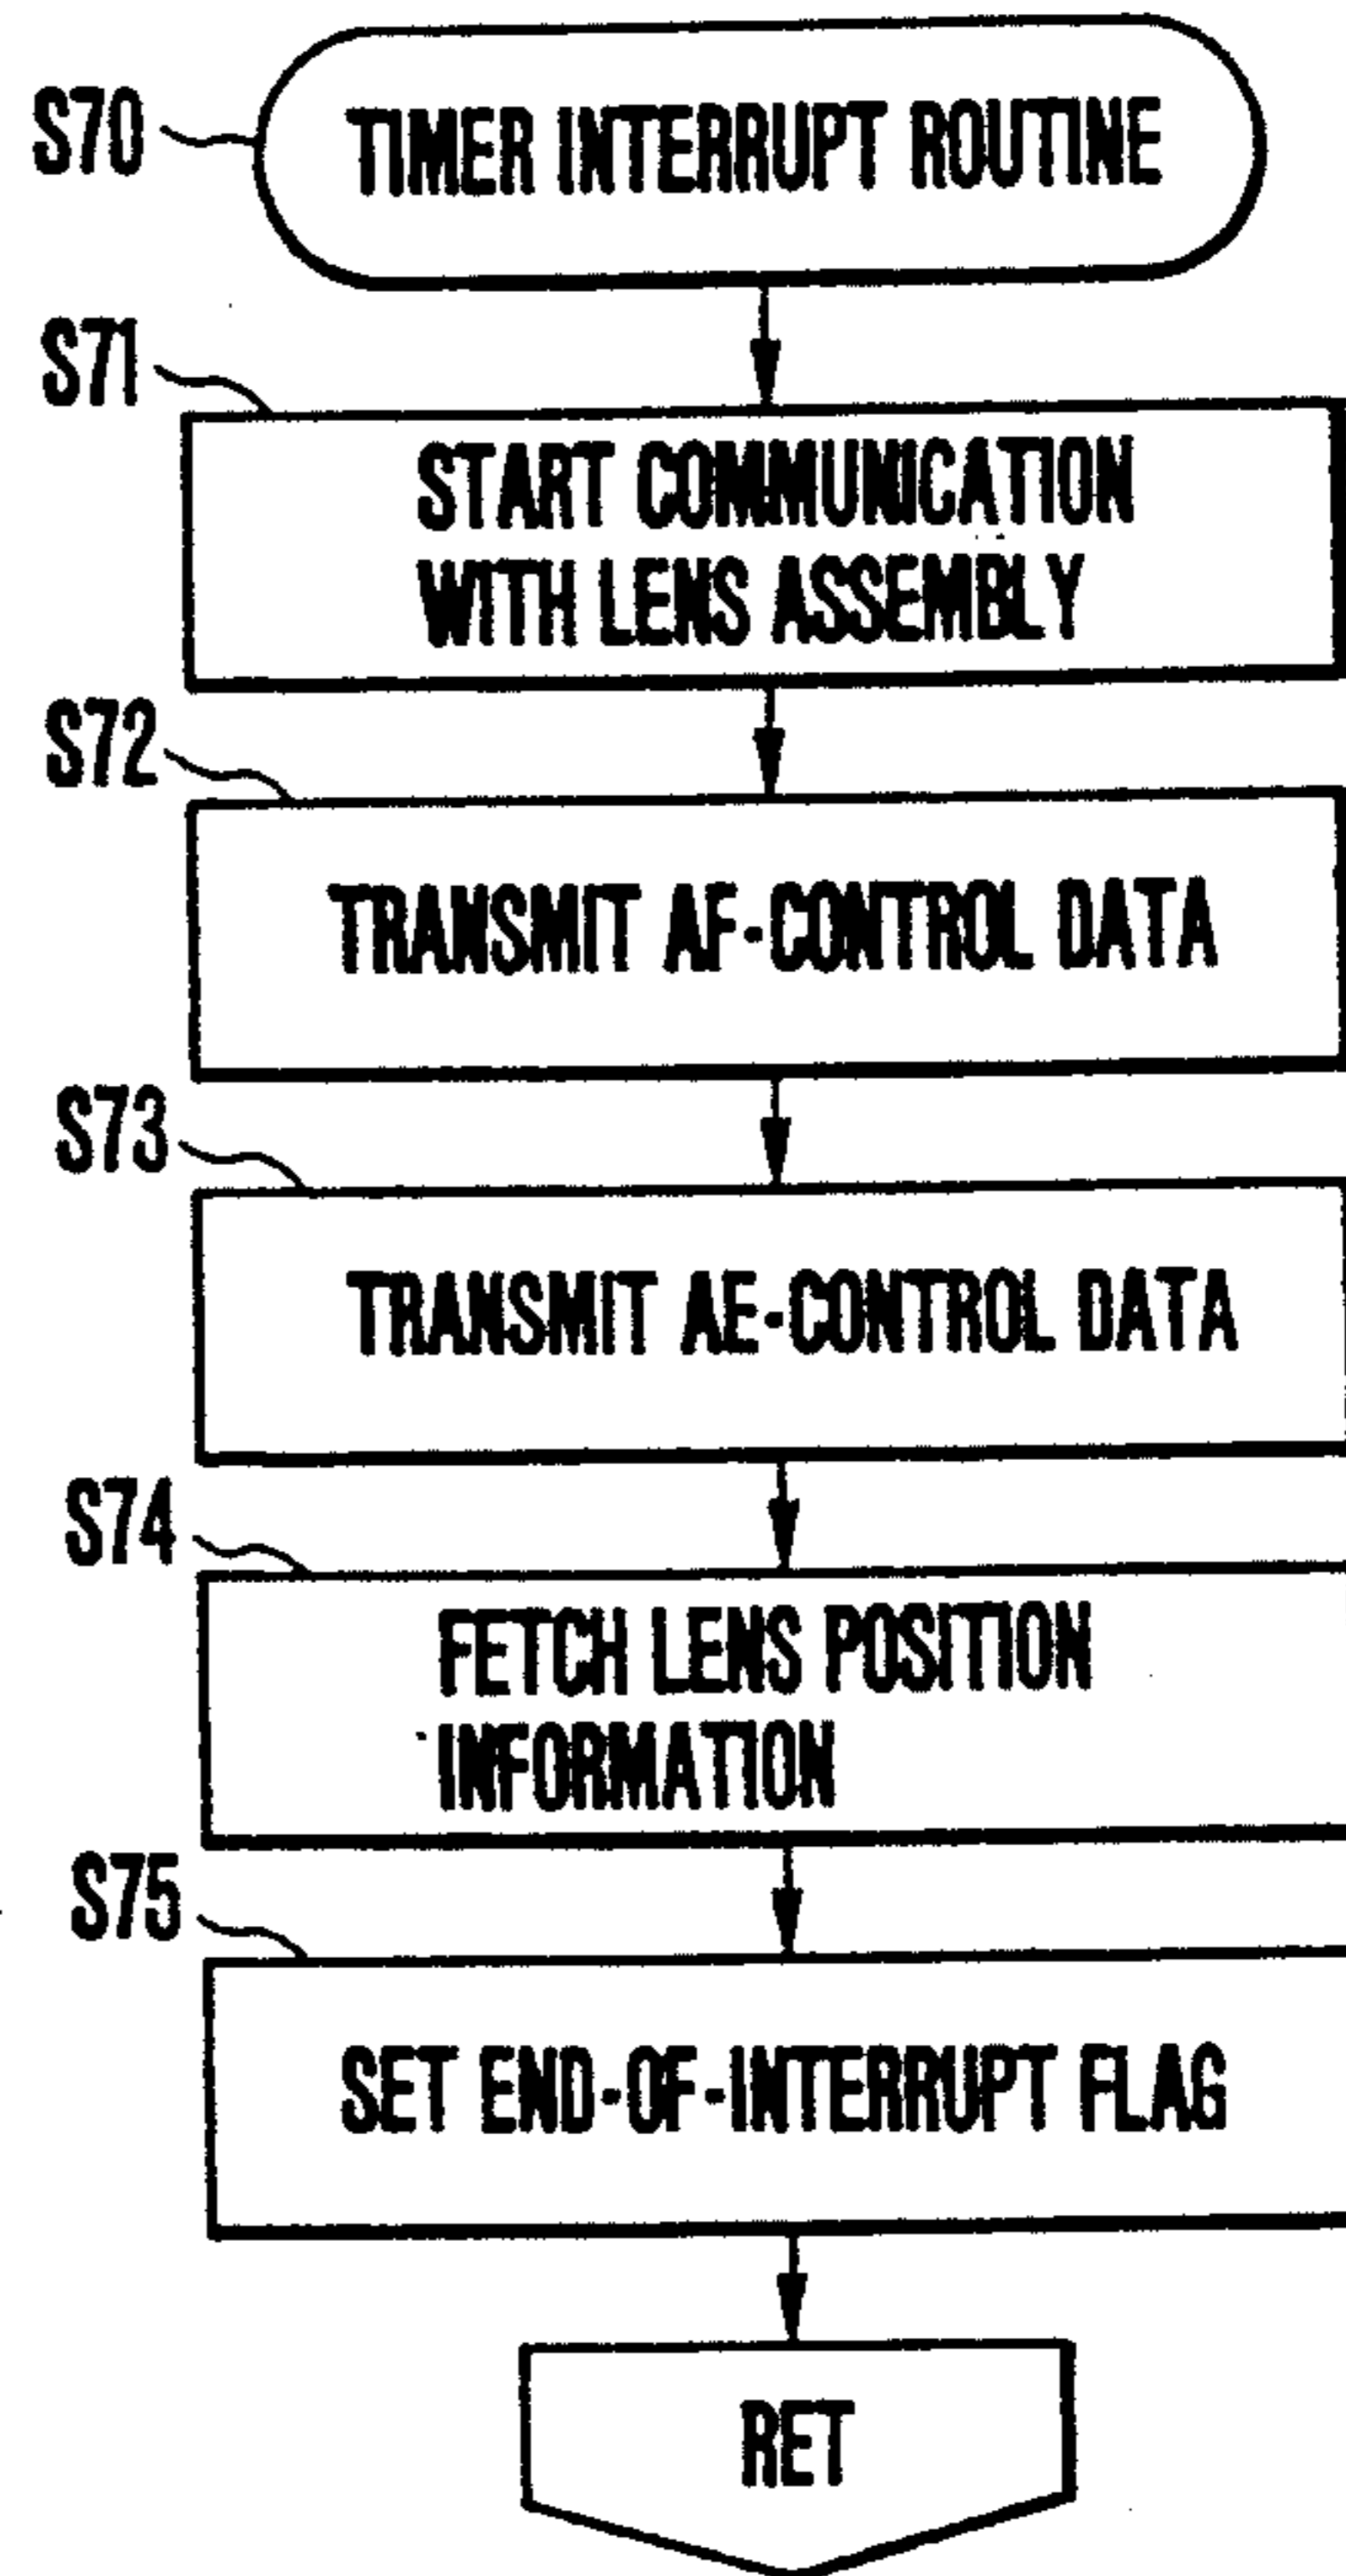 S70
TIMER INTERRUPT ROUTINE
S71
START COMMUNICATION
WITH LENS ASSEMBLY
S72
TRANSMIT AF-CONTROL DATA
S73
TRANSMIT AE-CONTROL DATA
S74
FETCH LENS POSITION
INFORMATION
S75
SET END-OF-INTERRUPT FLAG
RET